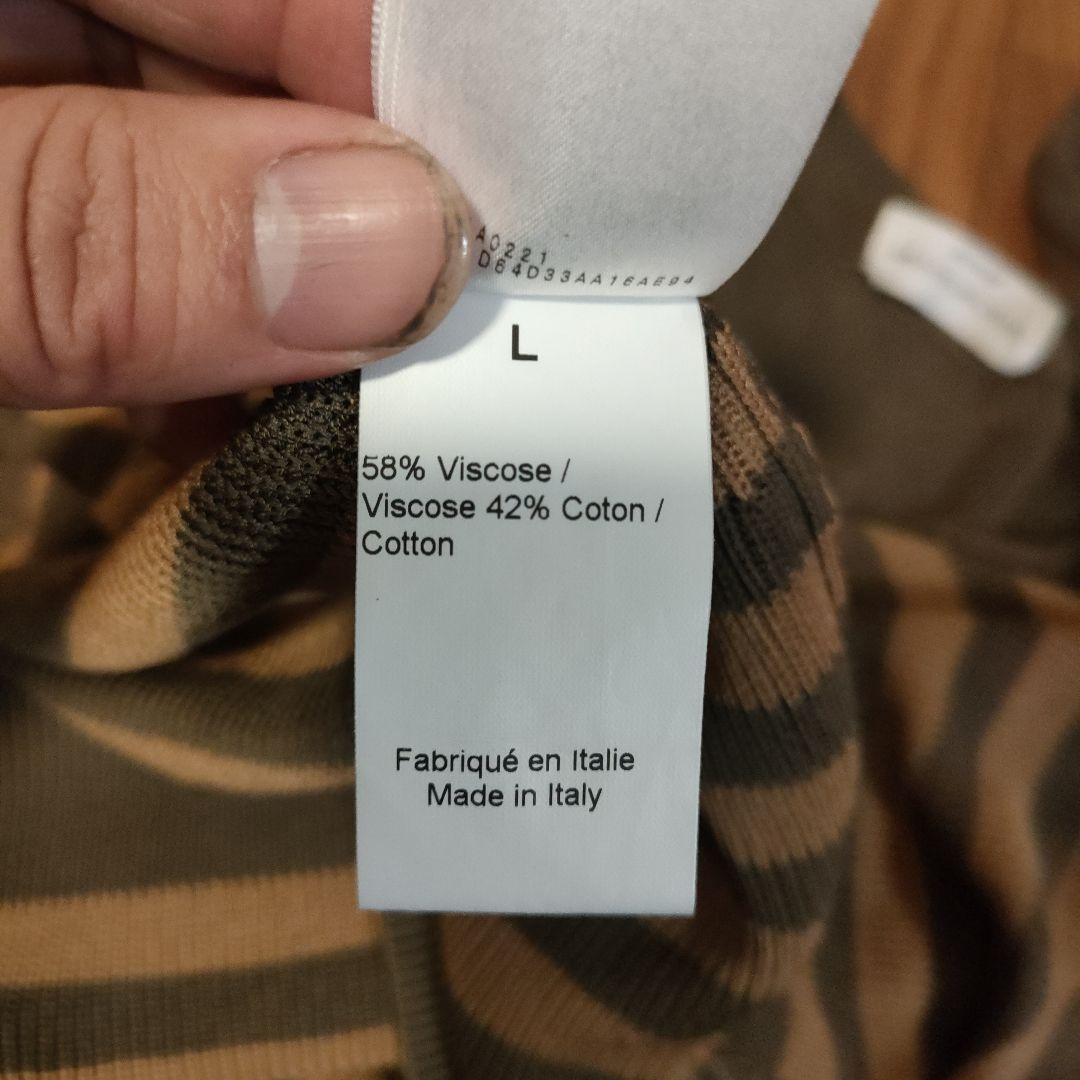 A0221
D64D33AA16AE94
L
58% Viscose /
Viscose 42% Coton /
Cotton
Fabriqué en Italie
Made in Italy